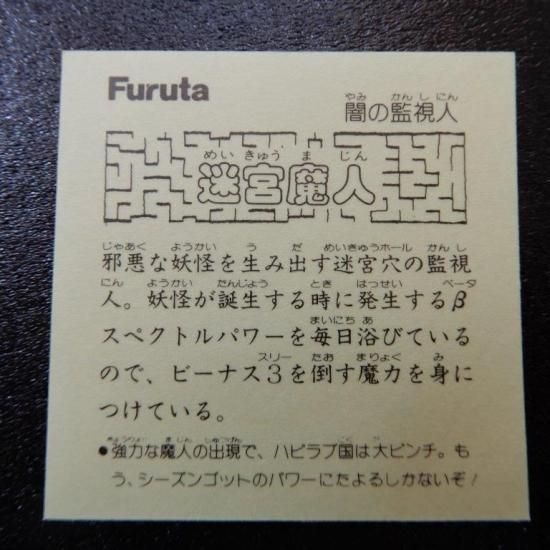 Furuta
闇の監視人
迷宮魔人
邪悪な妖怪を生み出す迷宮穴の監視
人。妖怪が誕生する時に発生するβ
スペクトルパワーを毎日浴びている
ので、ビーナス3を倒す魔力を身に
つけている。
●強力な魔人の出現で、ハピラブ国は大ピンチ。も
う、シーズンゴットのパワーにたよるしかないぞ!